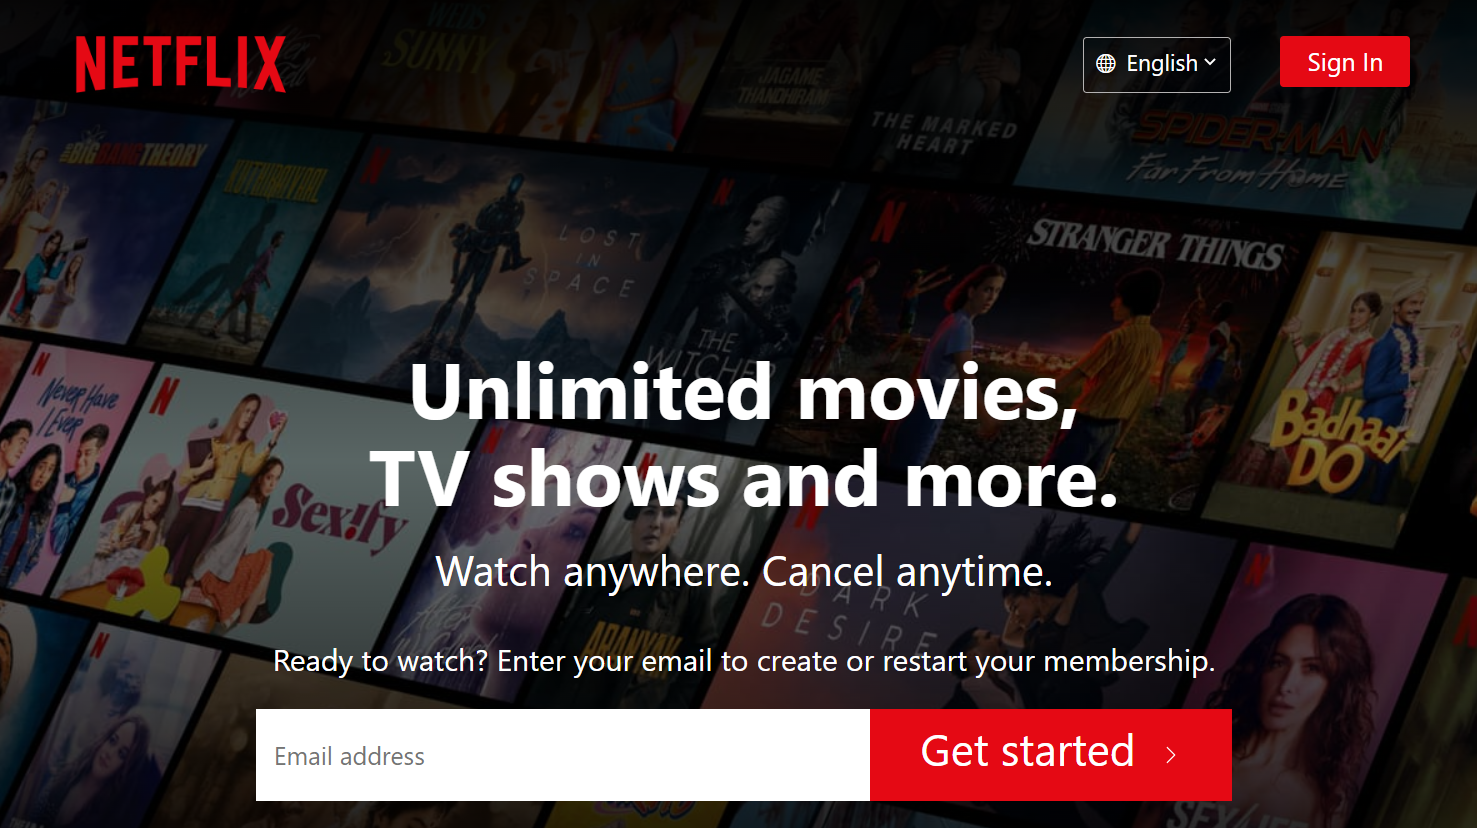 NETFLIX
English
Sign In
SUNNY
JAGAME
THANDHIRAM
THE MARKED
HEART
SPIDER-MAN
Far From Home
THE BIG BANG THEORY
LOST
IN
SPACE
THE
WITCHER
STRANGER THINGS
Never Have
I Ever
Sex!fy
Badhaai
DO
Unlimited movies,
TV shows and more.
Watch anywhere. Cancel anytime.
DARK
DESIRE
ARANYAK
Ready to watch? Enter your email to create or restart your membership.
Email address
Get started
SEX/LIFE